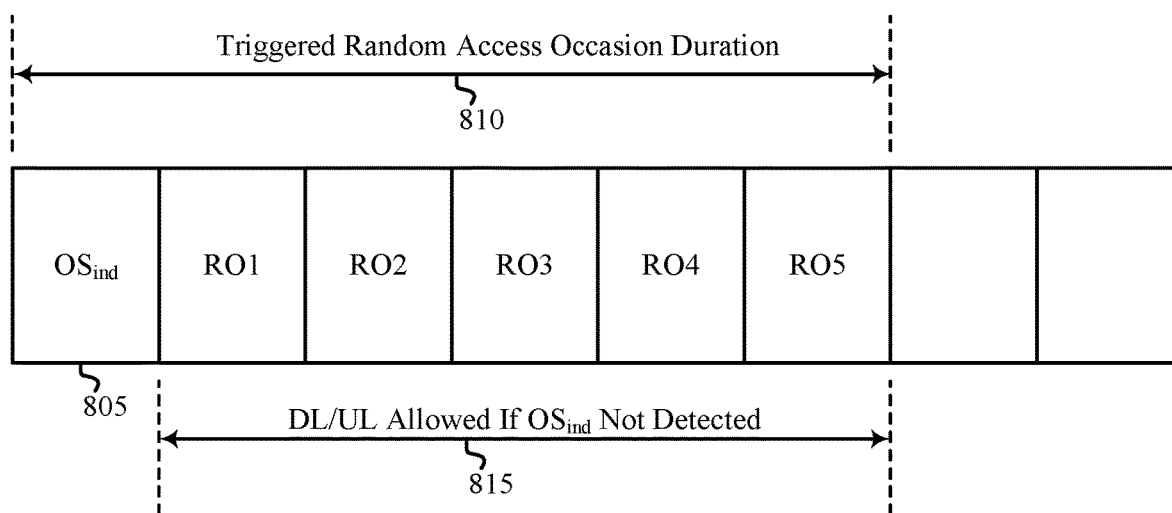 Triggered Random Access Occasion Duration
810
OSind RO1 RO2 RO3 RO4 RO5
805
DL/UL Allowed If OSind Not Detected
815